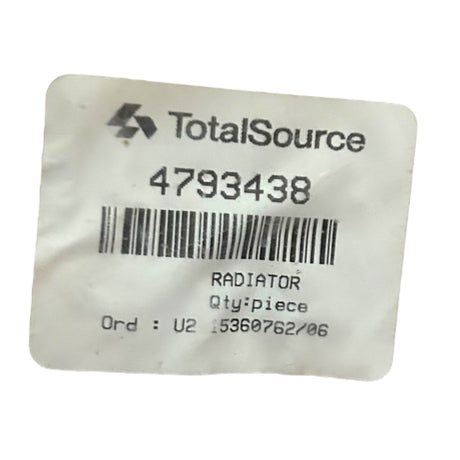 TotalSource
4793438
RADIATOR
Qty:piece
Ord : U2 15360762/06